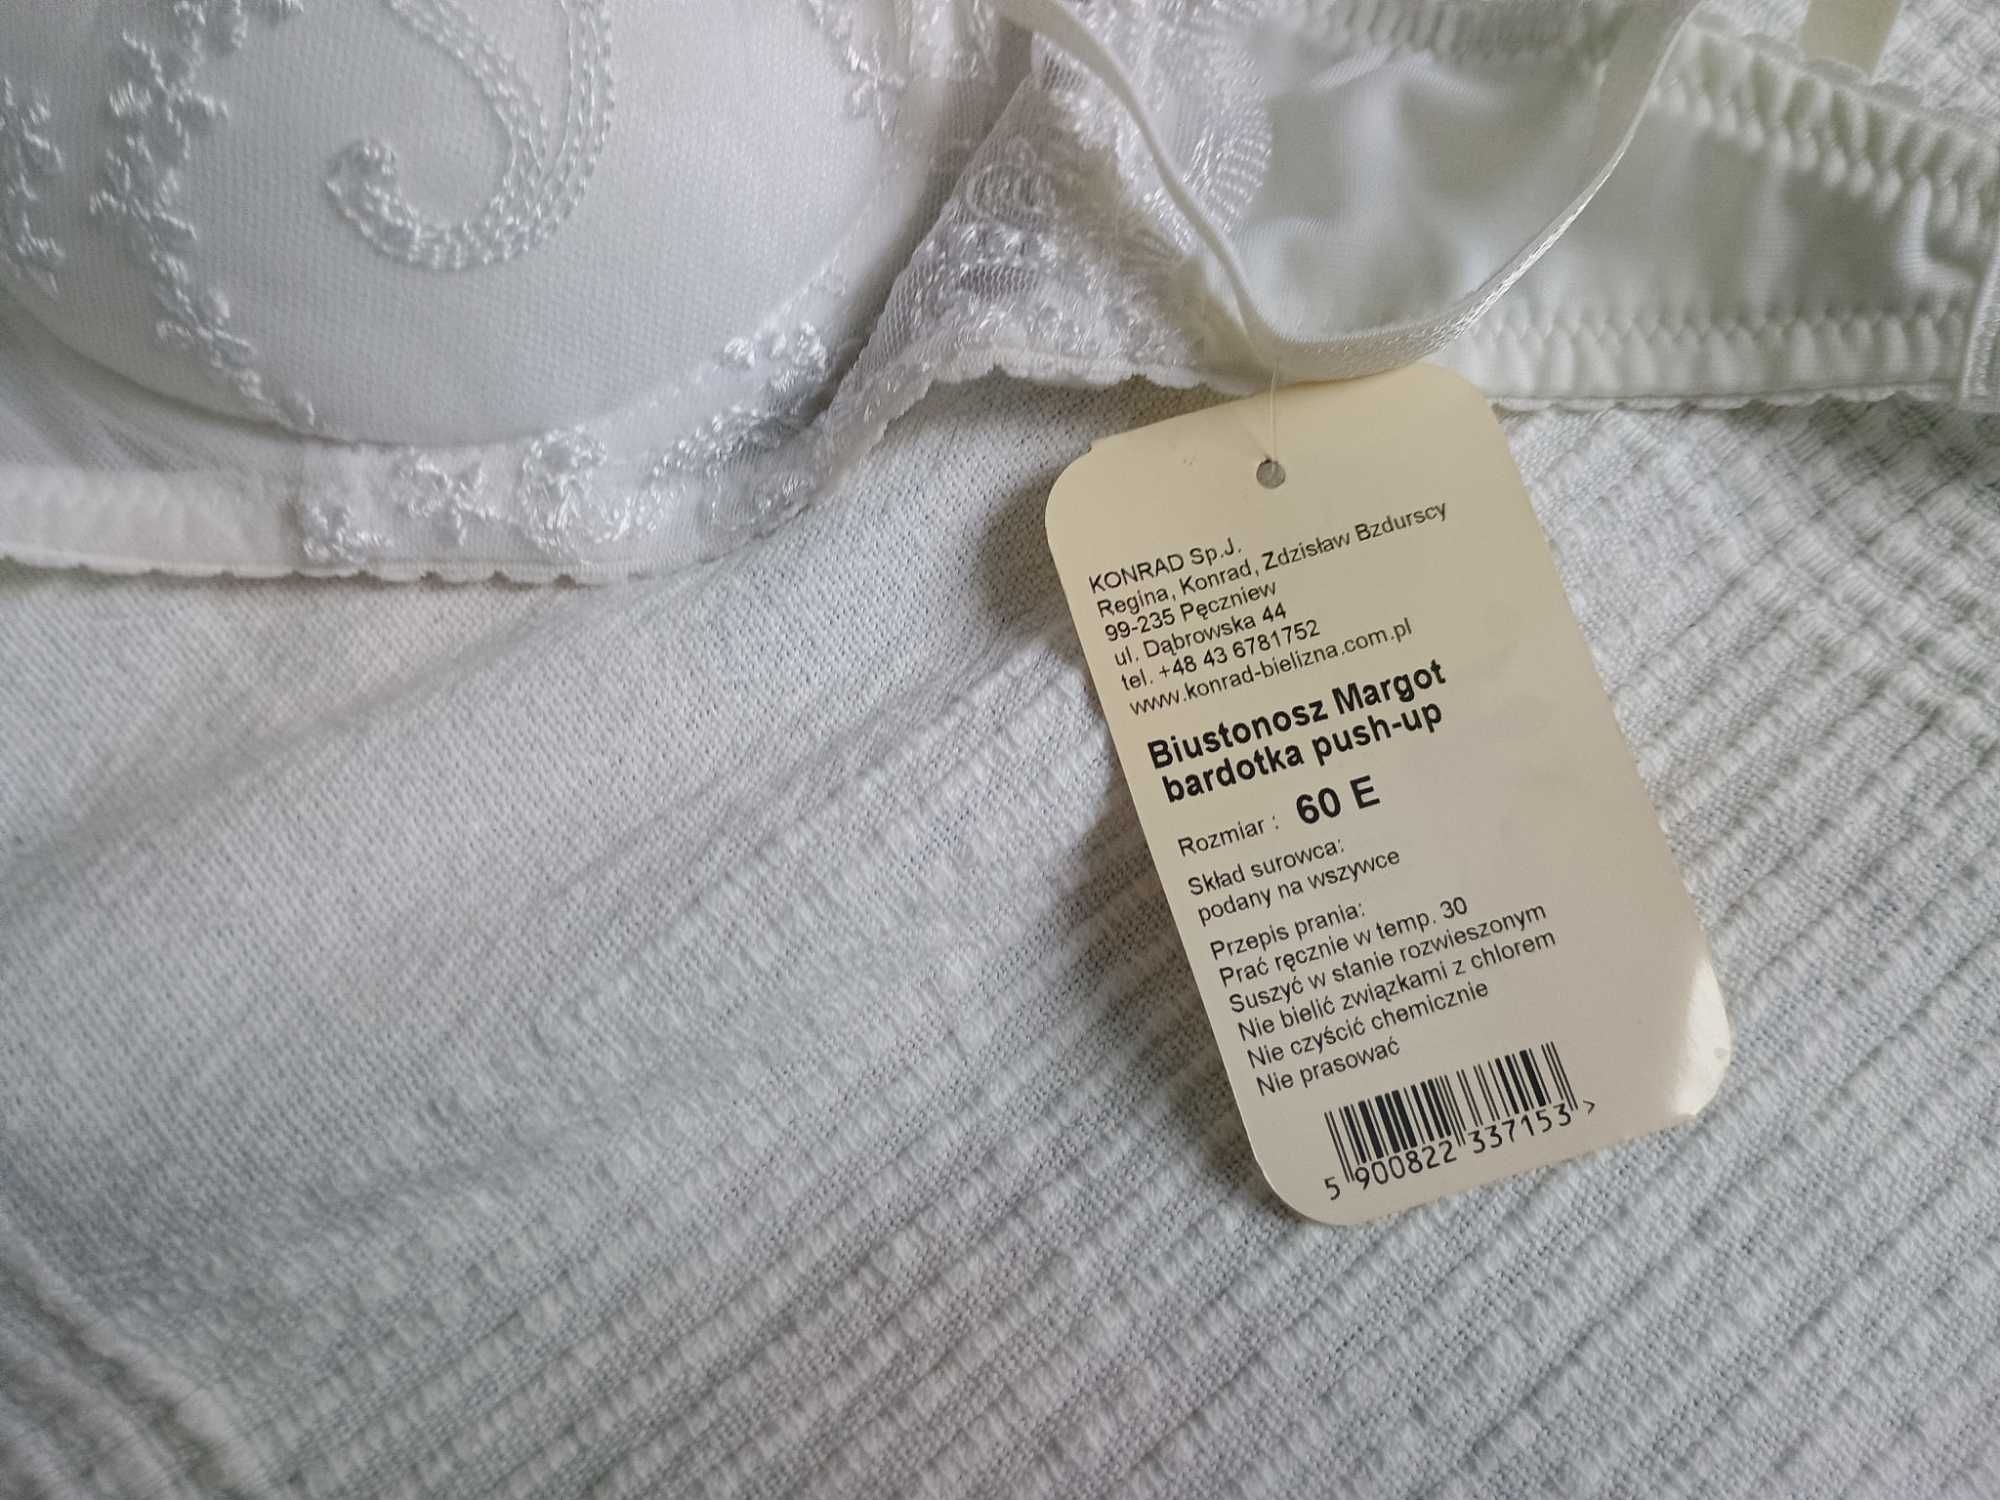 KONRAD Sp.J.
Regina, Konrad, Zdzisław Bzdurscy
99-235 Pęczniew
ul. Dąbrowska 44
tel. +48 43 6781752
www.konrad-bielizna.com.pl
Biustonosz Margot
bardotka push-up
Rozmiar : 60 E
Skład surowca:
podany na wszywce
Przepis prania:
Prać ręcznie w temp. 30
Suszyć w stanie rozwieszonym
Nie bielić związkami z chlorem
Nie czyścić chemicznie
Nie prasować
5 900822 337153 >